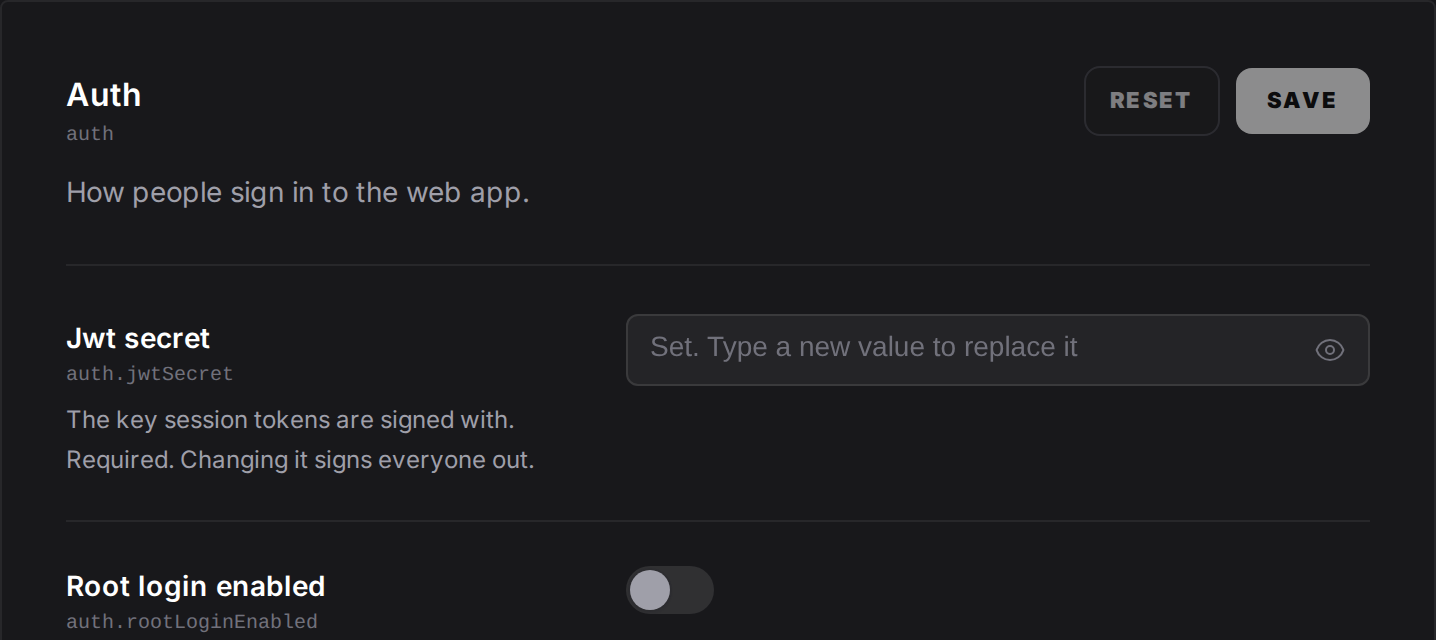 Auth
auth
RESET
SAVE
How people sign in to the web app.
Jwt secret
auth.jwtSecret
Set. Type a new value to replace it
The key session tokens are signed with.
Required. Changing it signs everyone out.
Root login enabled
auth.rootLoginEnabled